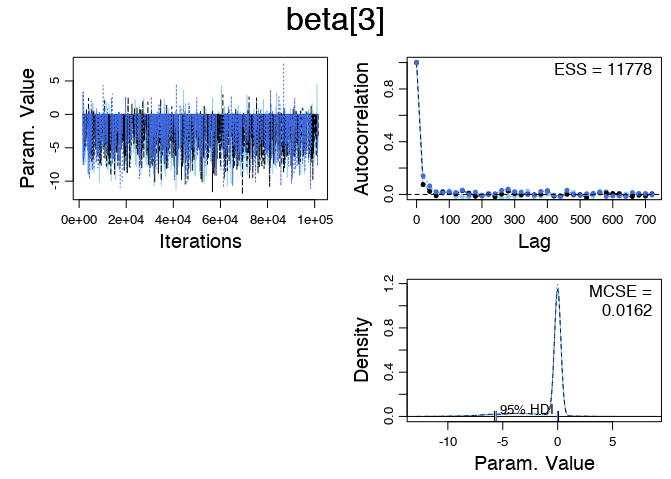 beta[3]
Param. Value
5
0
-5
-10
0e+00 2e+04 4e+04 6e+04 8e+04 1e+05
Iterations
ESS = 11778
Autocorrelation
0.8
0.4
0.0
0 100 200 300 400 500 600 700
Lag
MCSE =
0.0162
Density
1.2
0.8
0.4
0.0
95% HDI
-10 -5 0 5
Param. Value